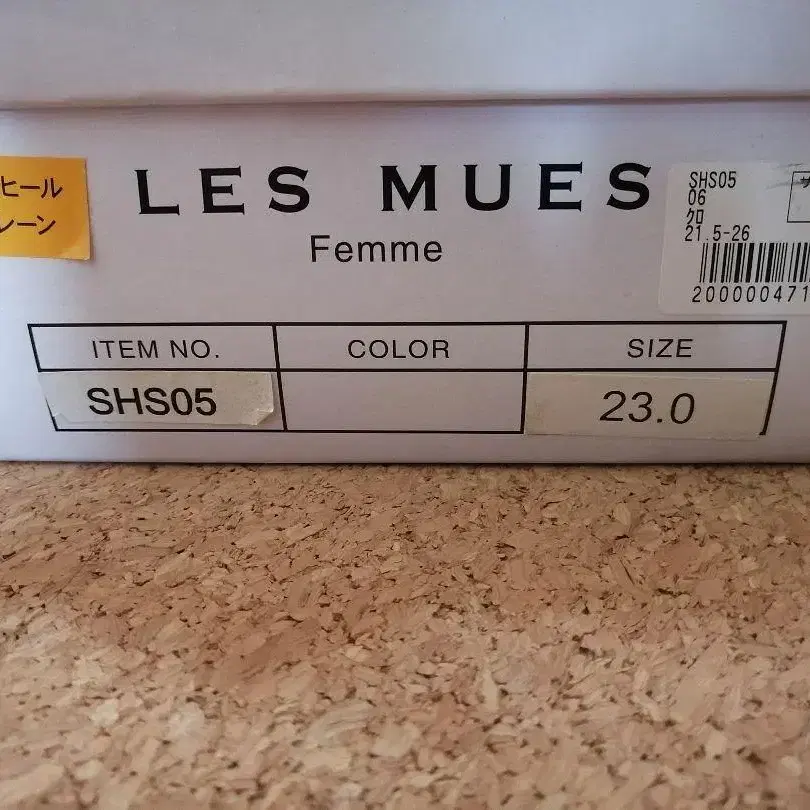 ヒール
レーン
LES MUES
Femme
SHS05
06
クロ
21.5-26
200000471
ITEM NO.
COLOR
SIZE
SHS05
23.0